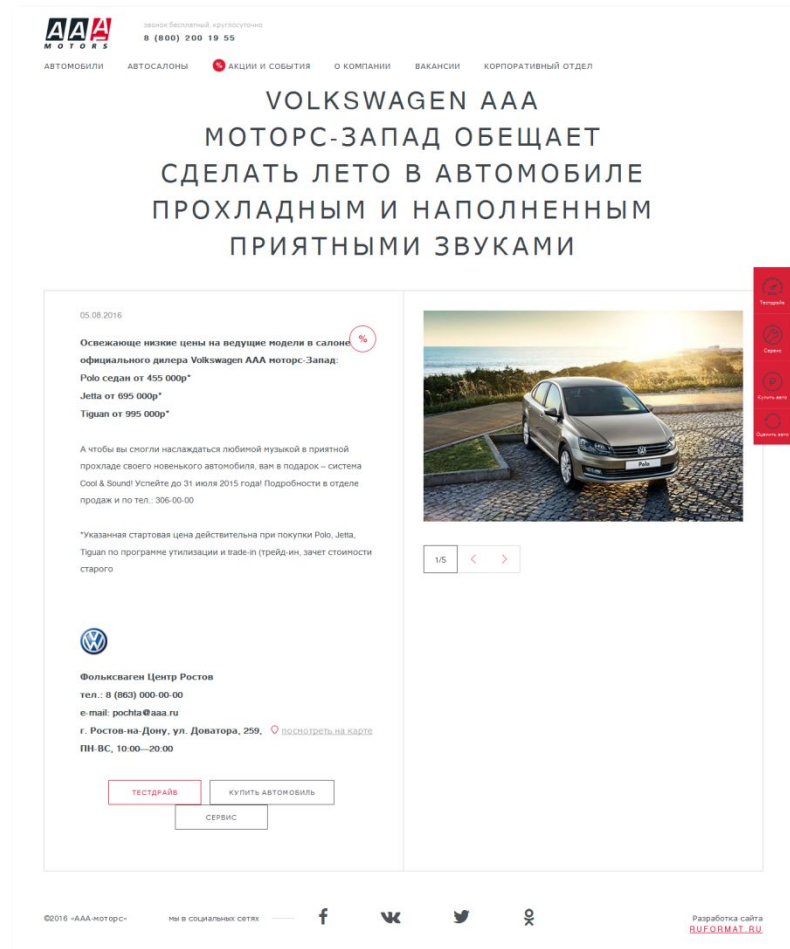 AAA
MOTORS
звонок бесплатный, круглосуточно
8 (800) 200 19 55
АВТОМОБИЛИ АВТОСАЛОНЫ % АКЦИИ И СОБЫТИЯ О КОМПАНИИ ВАКАНСИИ КОРПОРАТИВНЫЙ ОТДЕЛ
VOLKSWAGEN ААА
МОТОРС-ЗАПАД ОБЕЩАЕТ
СДЕЛАТЬ ЛЕТО В АВТОМОБИЛЕ
ПРОХЛАДНЫМ И НАПОЛНЕННЫМ
ПРИЯТНЫМИ ЗВУКАМИ
Тестдрайв
Сервис
Купить авто
Оценить авто
05.08.2016
%
Освежающе низкие цены на ведущие модели в салоне
официального дилера Volkswagen ААА моторс-Запад:
Polo седан от 455 000р*
Jetta от 695 000р*
Tiguan от 995 000р*
А чтобы вы смогли наслаждаться любимой музыкой в приятной
прохладе своего новенького автомобиля, вам в подарок – система
Cool & Sound! Успейте до 31 июля 2015 года! Подробности в отделе
продаж и по тел.: 306-00-00
*Указанная стартовая цена действительна при покупки Polo, Jetta,
Tiguan по программе утилизации и trade-in (трейд-ин, зачет стоимости
старого
Polo
1/5
Фольксваген Центр Ростов
тел.: 8 (863) 000-00-00
e-mail: pochta@aaa.ru
г. Ростов-на-Дону, ул. Доватора, 259, посмотреть на карте
ПН-ВС, 10:00—20:00
ТЕСТДРАЙВ КУПИТЬ АВТОМОБИЛЬ
СЕРВИС
©2016 «ААА-моторс» мы в социальных сетях Разработка сайта
RUFORMAT.RU